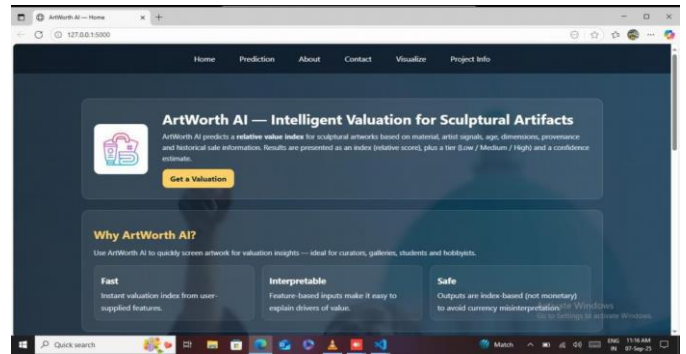 ArtWorth AI — Home
127.0.0.1:5000
Home Prediction About Contact Visualize Project Info
ArtWorth AI — Intelligent Valuation for Sculptural Artifacts
ArtWorth AI predicts a relative value index for sculptural artworks based on material, artist signals, age, dimensions, provenance
and historical sale information. Results are presented as an index (relative score), plus a tier (Low / Medium / High) and a confidence
estimate.
Get a Valuation
Why ArtWorth AI?
Use ArtWorth AI to quickly screen artwork for valuation insights — ideal for curators, galleries, students and hobbyists.
Fast
Instant valuation index from user-
supplied features.
Interpretable
Feature-based inputs make it easy to
explain drivers of value.
Safe
Outputs are index-based (not monetary)
to avoid currency misinterpretation.
Activate Windows
Go to Settings to activate Windows.
Quick search
Match
ENG 11:16 AM
IN 07-Sep-25